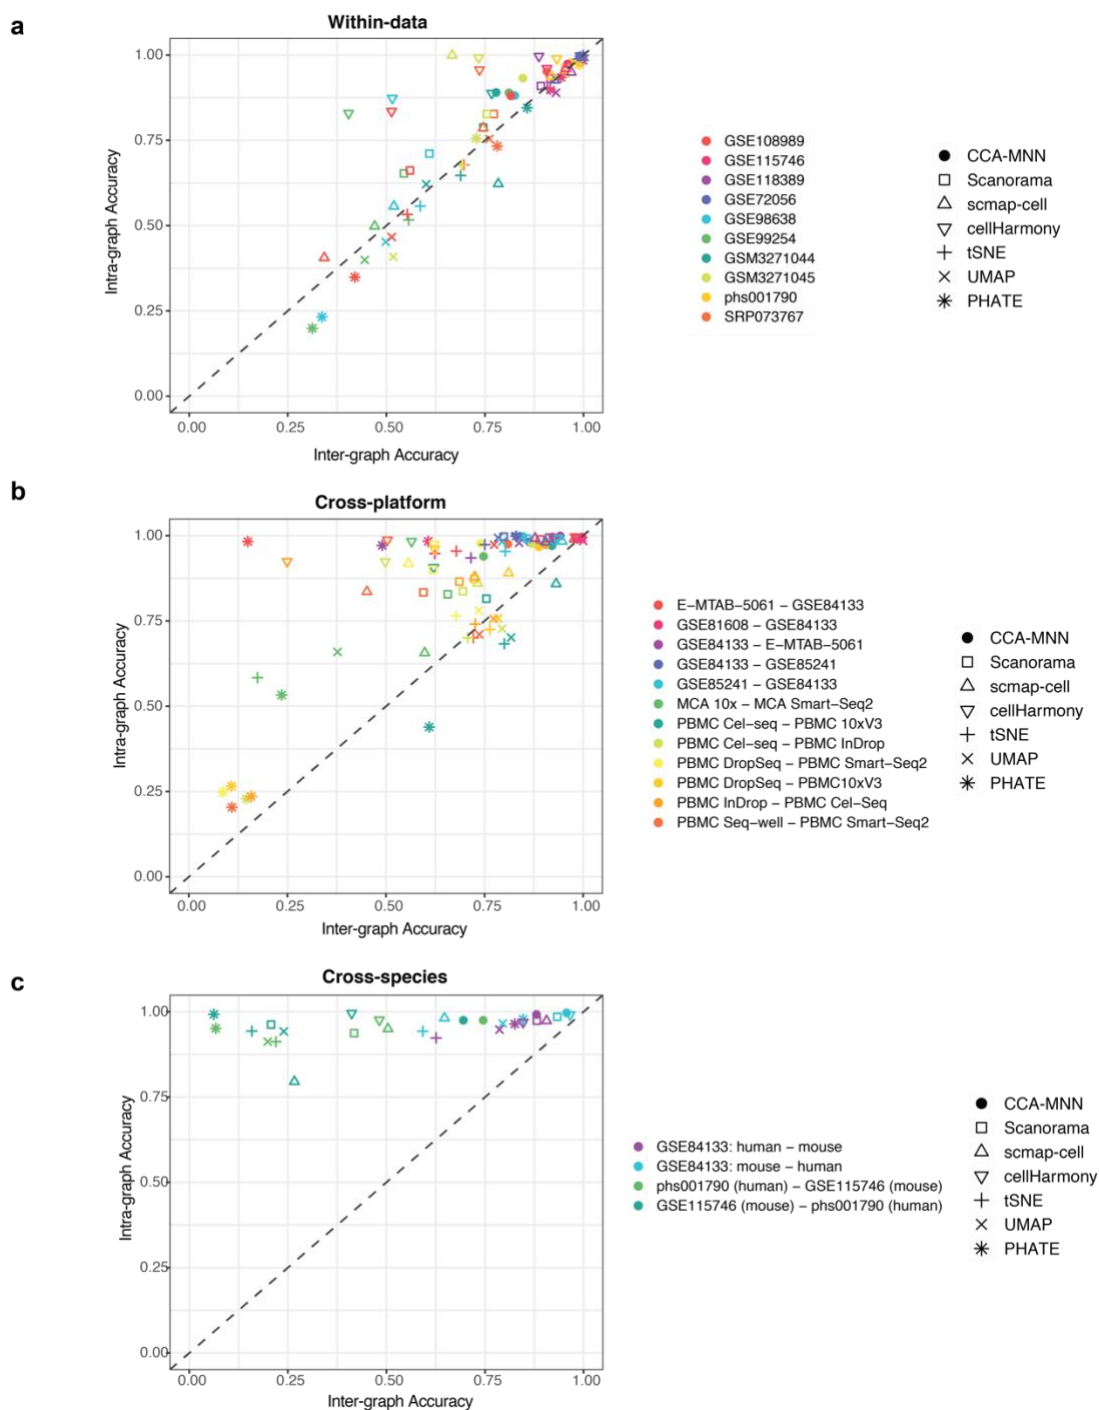 a
Within-data
1.00
0.75
0.50
0.25
0.00
Intra-graph Accuracy
0.00 0.25 0.50 0.75 1.00
Inter-graph Accuracy
GSE108989
GSE115746
GSE118389
GSE72056
GSE98638
GSE99254
GSM3271044
GSM3271045
phs001790
SRP073767
CCA-MNN
Scanorama
scmap-cell
cellHarmony
tSNE
UMAP
PHATE
b
Cross-platform
1.00
0.75
0.50
0.25
0.00
Intra-graph Accuracy
0.00 0.25 0.50 0.75 1.00
Inter-graph Accuracy
E-MTAB-5061 - GSE84133
GSE81608 - GSE84133
GSE84133 - E-MTAB-5061
GSE84133 - GSE85241
GSE85241 - GSE84133
MCA 10x - MCA Smart-Seq2
PBMC Cel-seq - PBMC 10xV3
PBMC Cel-seq - PBMC InDrop
PBMC DropSeq - PBMC Smart-Seq2
PBMC DropSeq - PBMC10xV3
PBMC InDrop - PBMC Cel-Seq
PBMC Seq-well - PBMC Smart-Seq2
CCA-MNN
Scanorama
scmap-cell
cellHarmony
tSNE
UMAP
PHATE
c
Cross-species
1.00
0.75
0.50
0.25
0.00
Intra-graph Accuracy
0.00 0.25 0.50 0.75 1.00
Inter-graph Accuracy
GSE84133: human - mouse
GSE84133: mouse - human
phs001790 (human) - GSE115746 (mouse)
GSE115746 (mouse) - phs001790 (human)
CCA-MNN
Scanorama
scmap-cell
cellHarmony
tSNE
UMAP
PHATE